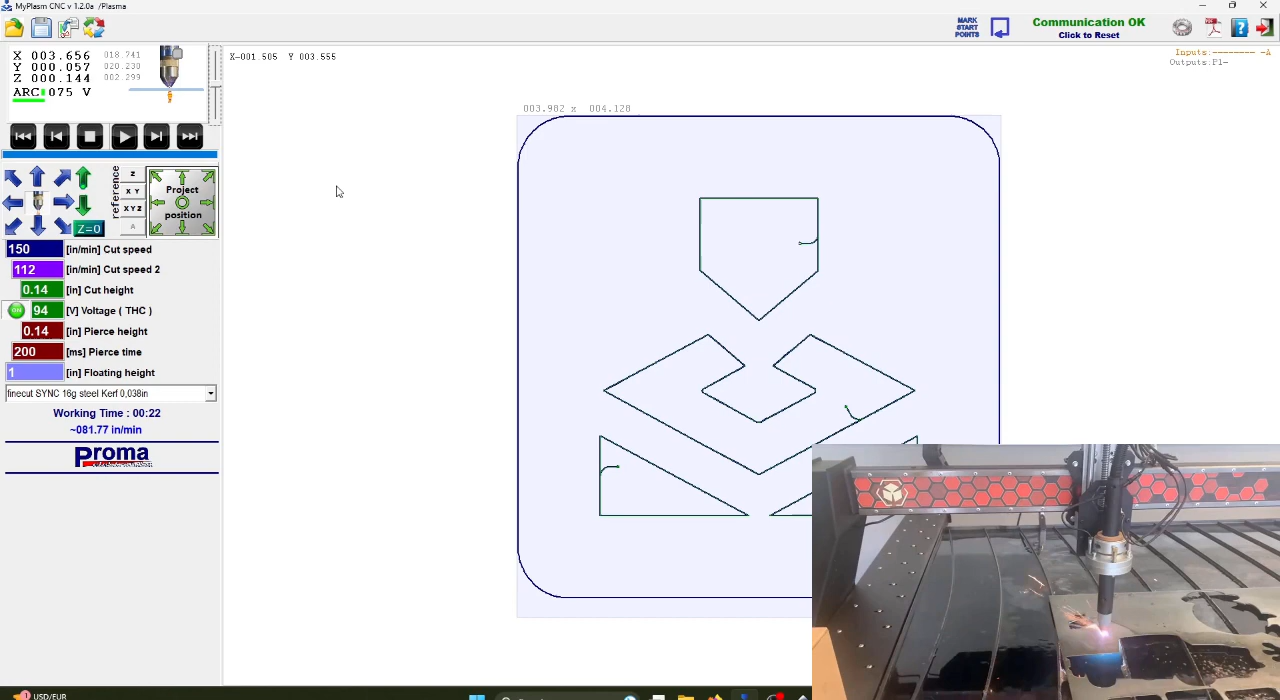 MyPlasm CNC v 1.2.0a /Plasma
MARK
START
POINTS
Communication OK
Click to Reset
X 003.656 018.741
Y 000.057 020.230
Z 000.144 002.299
ARC 075 V
X-001 505 Y 003.555
Inputs:-------- -A
Outputs:P1-
003.982 x 004.128
reference
Z
X Y
X Y Z
A
Z=0
Project
position
150 [in/min] Cut speed
112 [in/min] Cut speed 2
0.14 [in] Cut height
ON 94 [V] Voltage ( THC )
0.14 [in] Pierce height
200 [ms] Pierce time
1 [in] Floating height
finecut SYNC 16g steel Kerf 0,038in
Working Time : 00:22
~081.77 in/min
Proma
USD/EUR